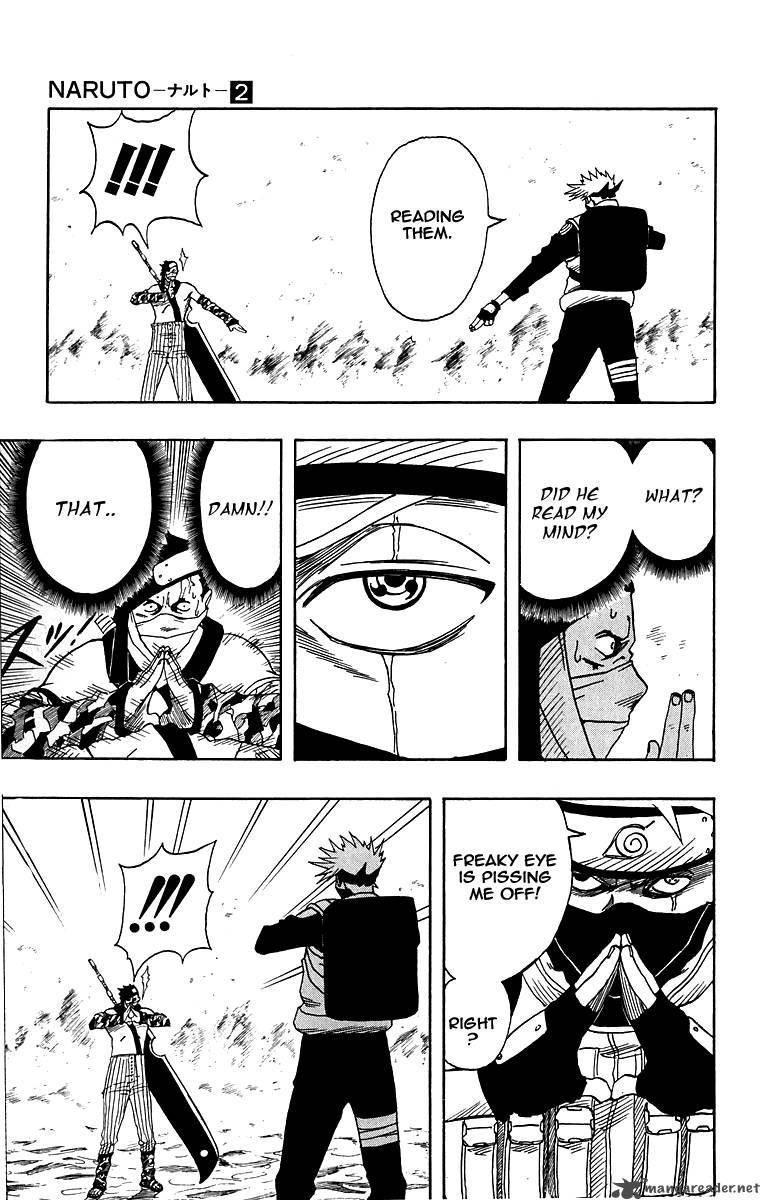 NARUTO—ナルト—2
READING
THEM.
!!!
WHAT?
DID HE
READ MY
MIND?
DAMN!!
THAT..
FREAKY EYE
IS PISSING
ME OFF!
RIGHT
?
!!!
mangareader.net